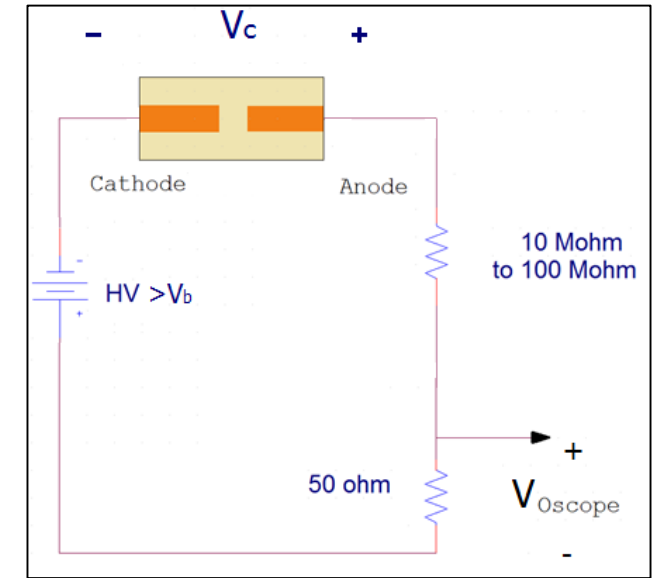 − Vc +
Cathode
Anode
10 Mohm
to 100 Mohm
-
HV >Vb
+
50 ohm
+
VOscope
-